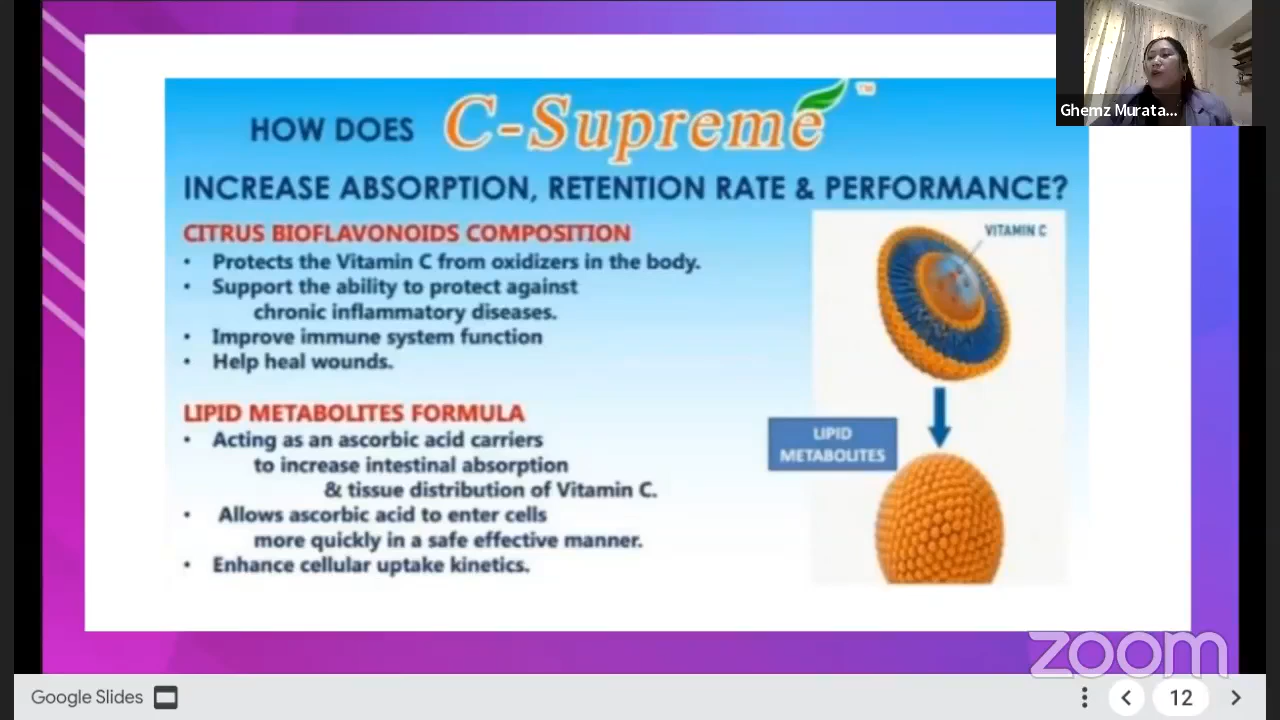 HOW DOES C-Supreme™
INCREASE ABSORPTION, RETENTION RATE & PERFORMANCE?
CITRUS BIOFLAVONOIDS COMPOSITION
• Protects the Vitamin C from oxidizers in the body.
• Support the ability to protect against
chronic inflammatory diseases.
• Improve immune system function
• Help heal wounds.
LIPID METABOLITES FORMULA
• Acting as an ascorbic acid carriers
to increase intestinal absorption
& tissue distribution of Vitamin C.
• Allows ascorbic acid to enter cells
more quickly in a safe effective manner.
• Enhance cellular uptake kinetics.
VITAMIN C
LIPID
METABOLITES
Ghemz Murata...
zoom
Google Slides
12